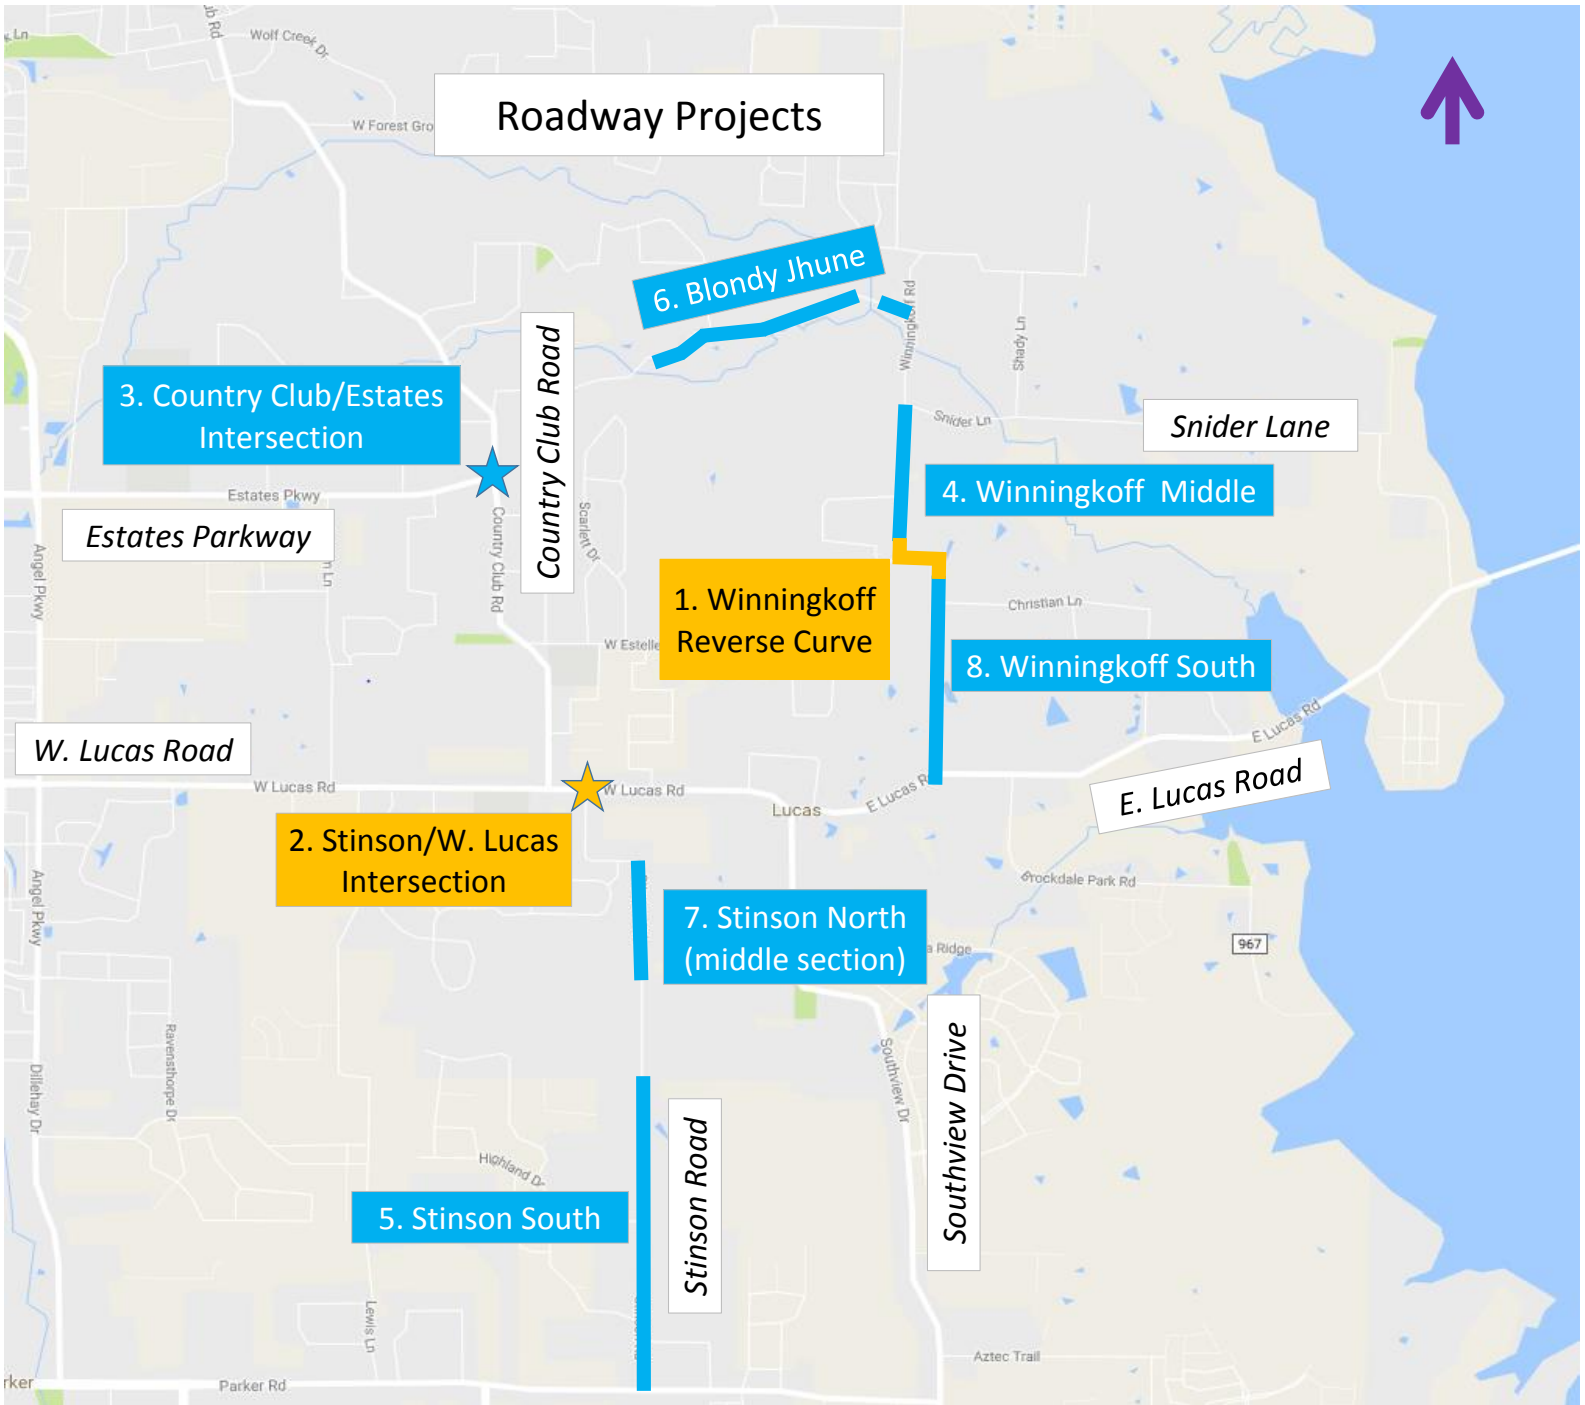 Wolf Creek Dr
Roadway Projects
W Forest Gro
6. Blondy Jhune
Winningkoff Rd
Shady Ln
Country Club Road
3. Country Club/Estates
Intersection
Snider Ln
Snider Lane
4. Winningkoff Middle
Estates Pkwy
Estates Parkway
Country Club Rd
Scarlett Dr
Angel Pkwy
1. Winningkoff
Reverse Curve
Christian Ln
W Estelle
8. Winningkoff South
W. Lucas Road
E Lucas Rd
W Lucas Rd
W Lucas Rd
Lucas
E Lucas R
E. Lucas Road
2. Stinson/W. Lucas
Intersection
Brockdale Park Rd
Angel Pkwy
7. Stinson North
(middle section)
a Ridge
967
Ravensthorpe Dr
Dillehay Dr
Southview Dr
Southview Drive
Highland Dr
Stinson Road
5. Stinson South
Lewis Ln
Aztec Trail
rker
Parker Rd